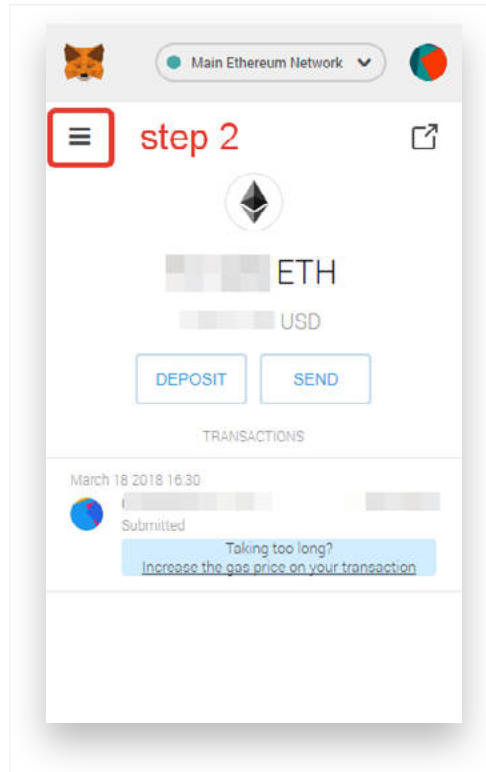 Main Ethereum Network
step 2
ETH
USD
DEPOSIT SEND
TRANSACTIONS
March 18 2018 16:30
Submitted
Taking too long?
Increase the gas price on your transaction